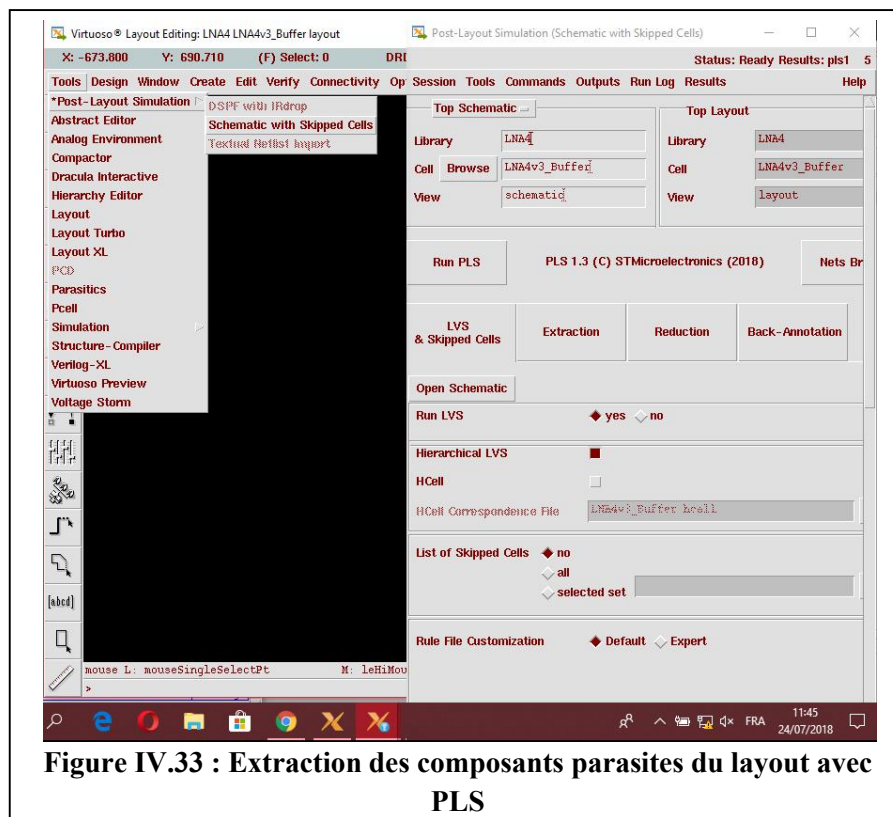 Virtuoso® Layout Editing: LNA4 LNA4v3_Buffer layout
X: -673.800 Y: 690.710 (F) Select: 0 DRI
Tools Design Window Create Edit Verify Connectivity Op
*Post-Layout Simulation
DSPF with IRdrop
Schematic with Skipped Cells
Textual Netlist Import
Abstract Editor
Analog Environment
Compactor
Dracula Interactive
Hierarchy Editor
Layout
Layout Turbo
Layout XL
PCD
Parasitics
Pcell
Simulation
Structure-Compiler
Verilog-XL
Virtuoso Preview
Voltage Storm
[abcd]
mouse L: mouseSingleSelectPt M: leHiMou
>
Post-Layout Simulation (Schematic with Skipped Cells)
Status: Ready Results: pls1 5
Session Tools Commands Outputs Run Log Results Help
Top Schematic
Library LNA4
Cell Browse LNA4v3_Buffer
View schematic
Top Layout
Library LNA4
Cell LNA4v3_Buffer
View layout
Run PLS PLS 1.3 (C) STMicroelectronics (2018) Nets Br
LVS
& Skipped Cells
Extraction Reduction Back-Annotation
Open Schematic
Run LVS yes no
Hierarchical LVS
HCell
HCell Correspondence File LNA4v3_Buffer.hcell
List of Skipped Cells no
all
selected set
Rule File Customization Default Expert
FRA 11:45
24/07/2018
Figure IV.33 : Extraction des composants parasites du layout avec
PLS